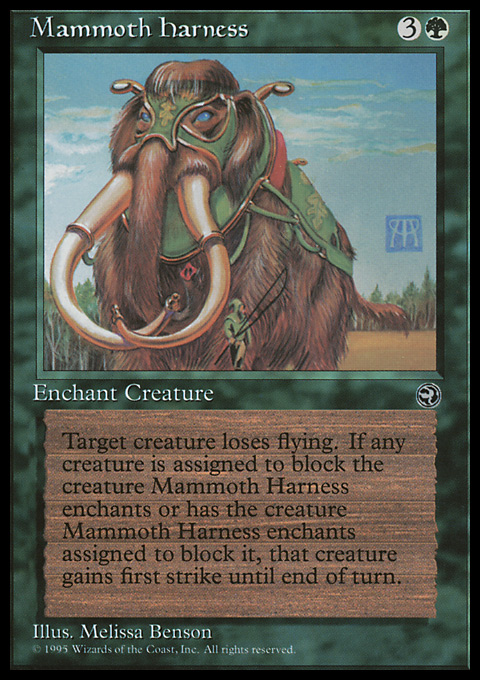 Mammoth Harness
3
Enchant Creature
Target creature loses flying. If any
creature is assigned to block the
creature Mammoth Harness
enchants or has the creature
Mammoth Harness enchants
assigned to block it, that creature
gains first strike until end of turn.
Illus. Melissa Benson
© 1995 Wizards of the Coast, Inc. All rights reserved.